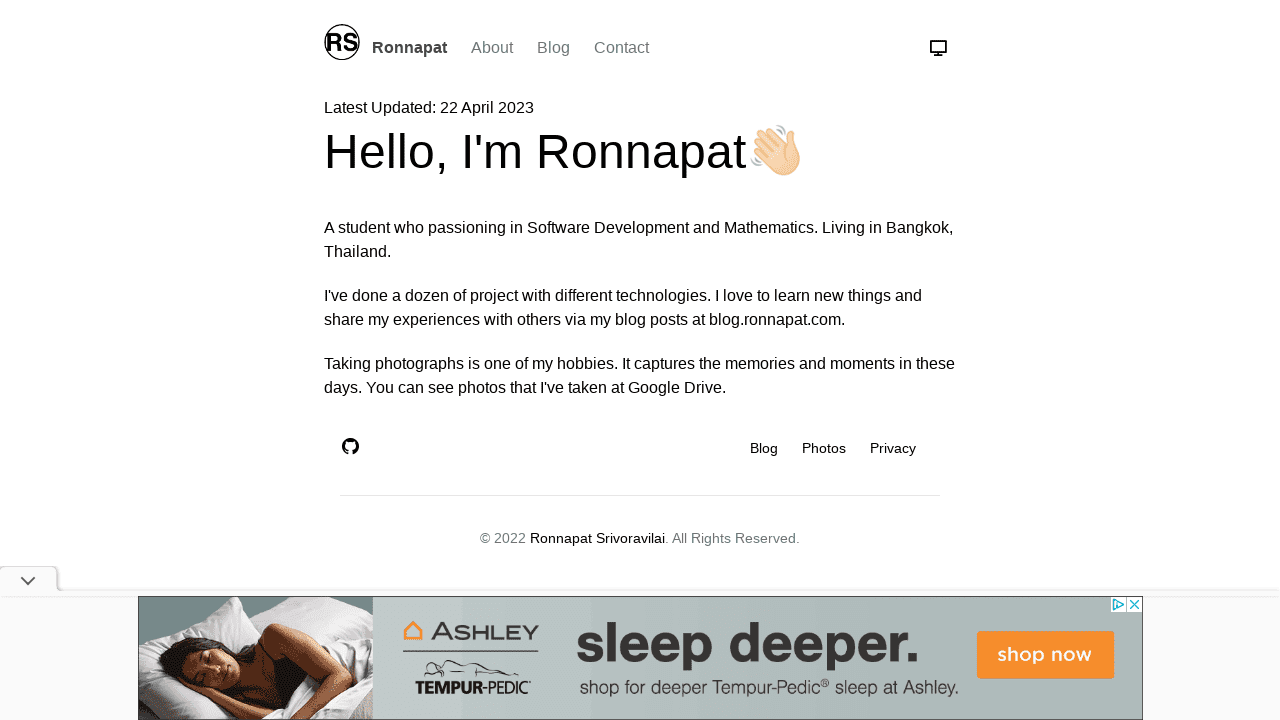 RS
Ronnapat About Blog Contact
Latest Updated: 22 April 2023
Hello, I'm Ronnapat👋🏻
A student who passioning in Software Development and Mathematics. Living in Bangkok,
Thailand.
I've done a dozen of project with different technologies. I love to learn new things and
share my experiences with others via my blog posts at blog.ronnapat.com.
Taking photographs is one of my hobbies. It captures the memories and moments in these
days. You can see photos that I've taken at Google Drive.
Blog Photos Privacy
© 2022 Ronnapat Srivoravilai. All Rights Reserved.
ASHLEY
TEMPUR-PEDIC®
sleep deeper.
shop for deeper Tempur-Pedic® sleep at Ashley.
shop now